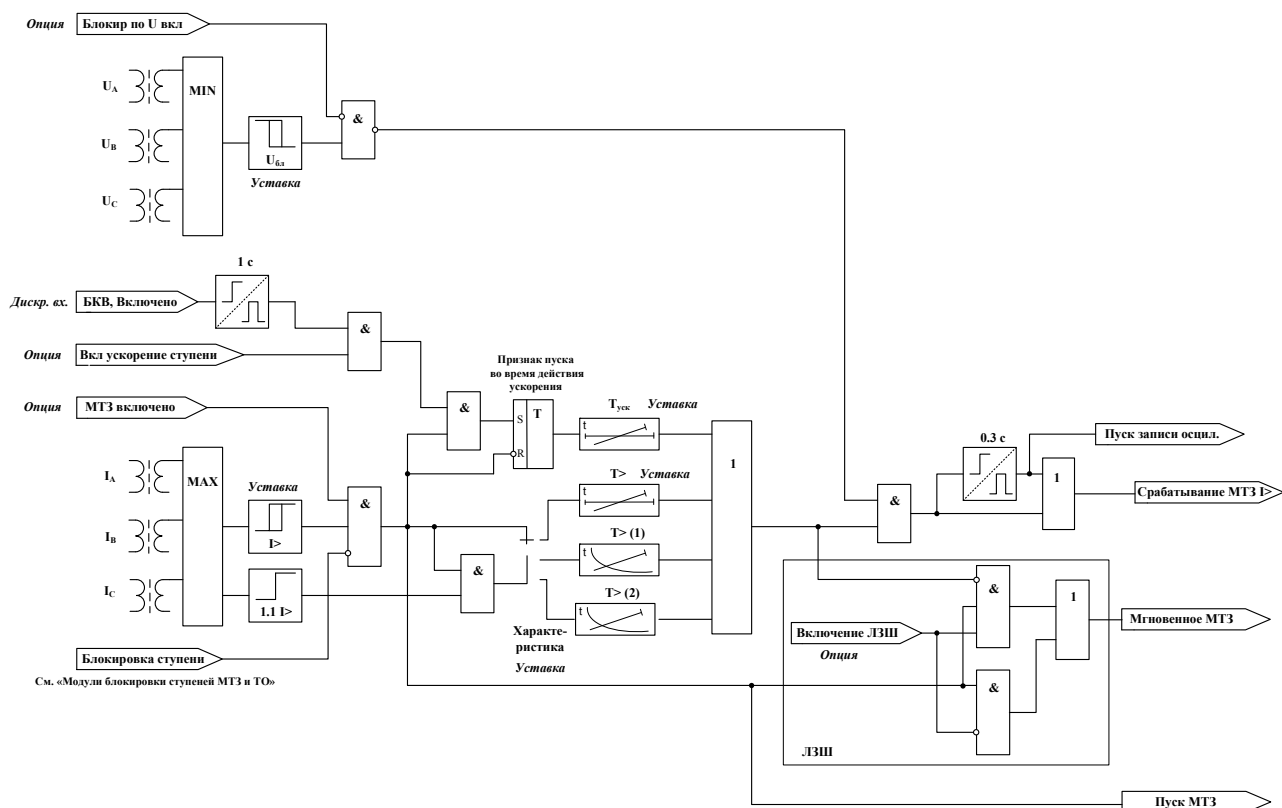 Опция
Блокир по U вкл
UA
MIN
&
UB
Uбл
Уставка
UC
1 с
Дискр. вх.
БКВ, Включено
&
Опция
Вкл ускорение ступени
Признак пуска
во время действия
ускорения
Опция
МТЗ включено
&
S
T
R
Tуск
Уставка
t
1
IA
MAX
Уставка
I>
&
T>
Уставка
t
IB
T> (1)
t
IC
1.1 I>
&
T> (2)
t
Характе-
ристика
Уставка
Блокировка ступени
См. «Модули блокировки ступеней МТЗ и ТО»
&
0.3 с
Пуск записи осцил.
1
Срабатывание МТЗ I>
&
1
Мгновенное МТЗ
Включение ЛЗШ
Опция
&
ЛЗШ
Пуск МТЗ